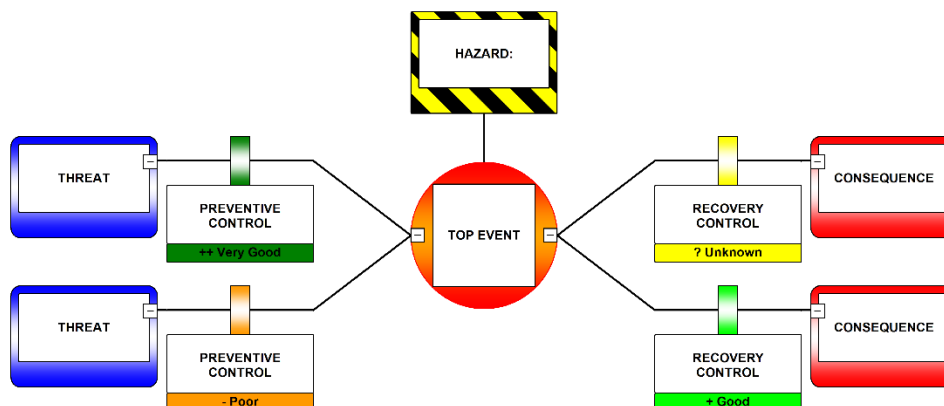 HAZARD:
THREAT
PREVENTIVE
CONTROL
++ Very Good
TOP EVENT
RECOVERY
CONTROL
? Unknown
CONSEQUENCE
THREAT
PREVENTIVE
CONTROL
- Poor
RECOVERY
CONTROL
+ Good
CONSEQUENCE